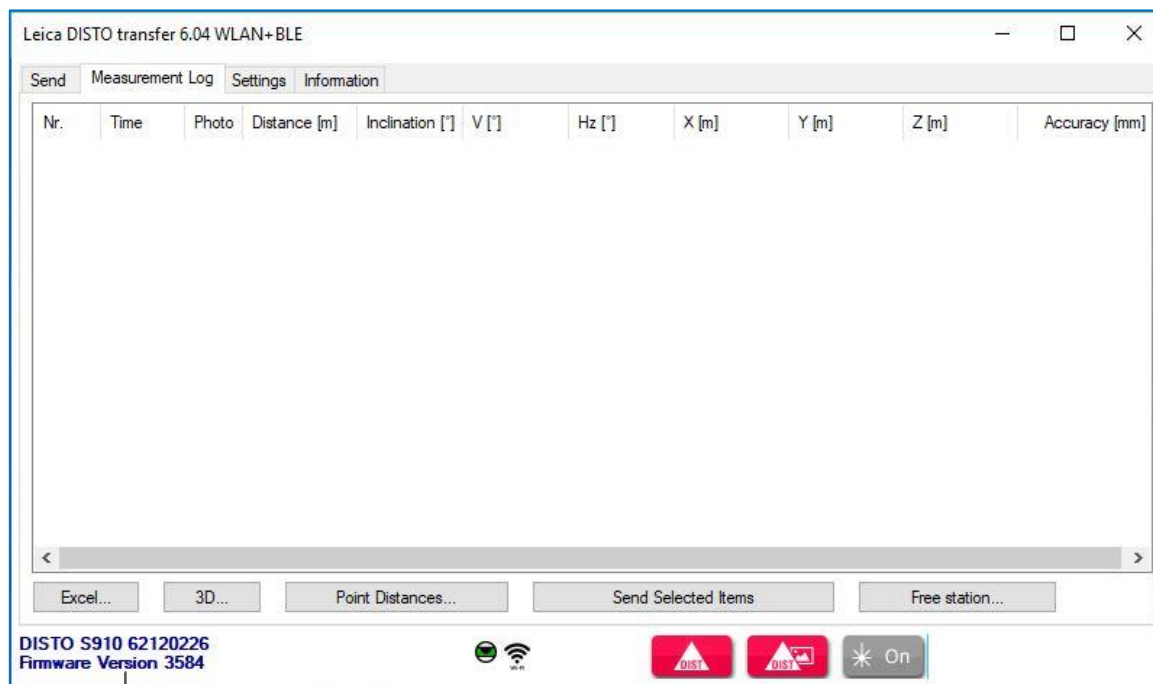 Leica DISTO transfer 6.04 WLAN+BLE
Send Measurement Log Settings Information
Nr. Time Photo Distance [m] Inclination [°] V [°] Hz [°] X [m] Y [m] Z [m] Accuracy [mm]
Excel... 3D... Point Distances... Send Selected Items Free station...
DISTO S910 62120226
Firmware Version 3584
Wi-Fi
DIST DIST On